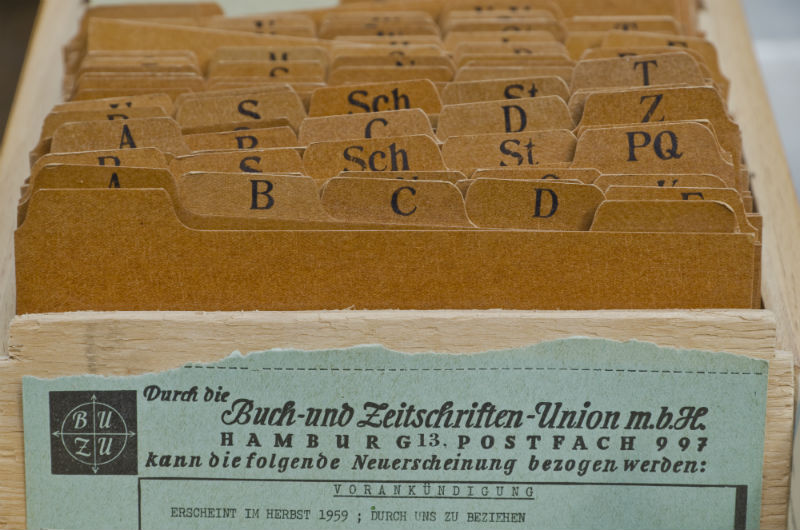 T
Sch
St
S
Z
C
D
A
PQ
Sch
St
S
A
B
C
D
B U
Z U
Durch die
Buch-und Zeitschriften-Union m.b.H.
HAMBURG 13, POSTFACH 997
kann die folgende Neuerscheinung bezogen werden:
VORANKÜNDIGUNG
ERSCHEINT IM HERBST 1959 ; DURCH UNS ZU BEZIEHEN